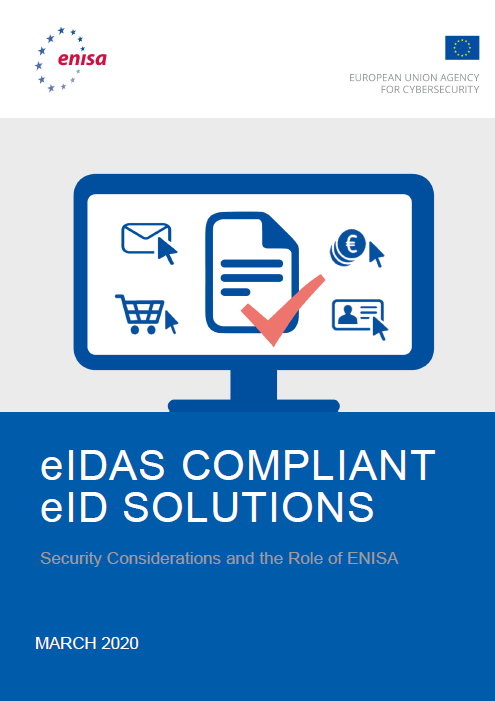 enisa
EUROPEAN UNION AGENCY
FOR CYBERSECURITY
€
eIDAS COMPLIANT
eID SOLUTIONS
Security Considerations and the Role of ENISA
MARCH 2020